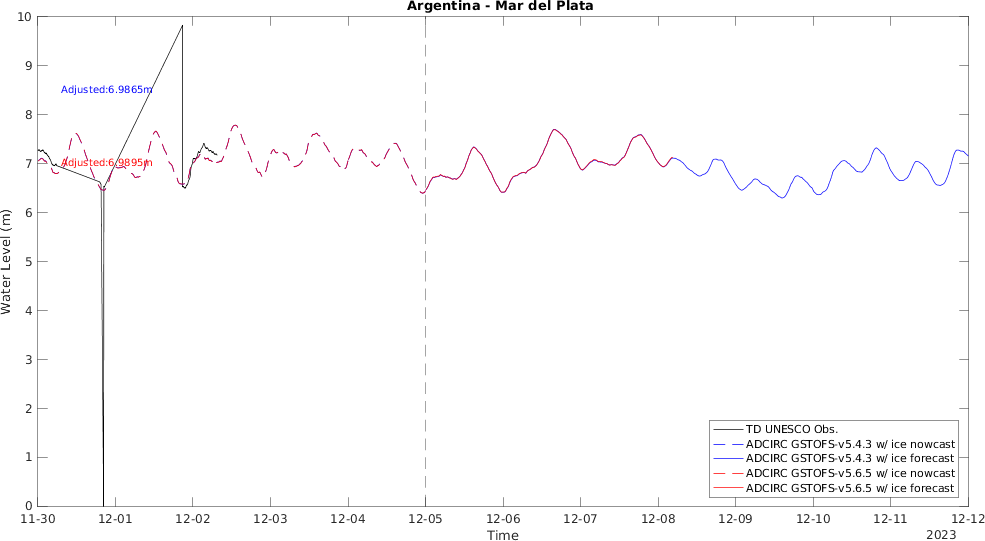 Argentina - Mar del Plata
10
9
8
7
6
5
4
3
2
1
0
Water Level (m)
Adjusted:6.9865m
Adjusted:6.9895m
TD UNESCO Obs.
ADCIRC GSTOFS-v5.4.3 w/ ice nowcast
ADCIRC GSTOFS-v5.4.3 w/ ice forecast
ADCIRC GSTOFS-v5.6.5 w/ ice nowcast
ADCIRC GSTOFS-v5.6.5 w/ ice forecast
11-30 12-01 12-02 12-03 12-04 12-05 12-06 12-07 12-08 12-09 12-10 12-11 12-12
Time
2023